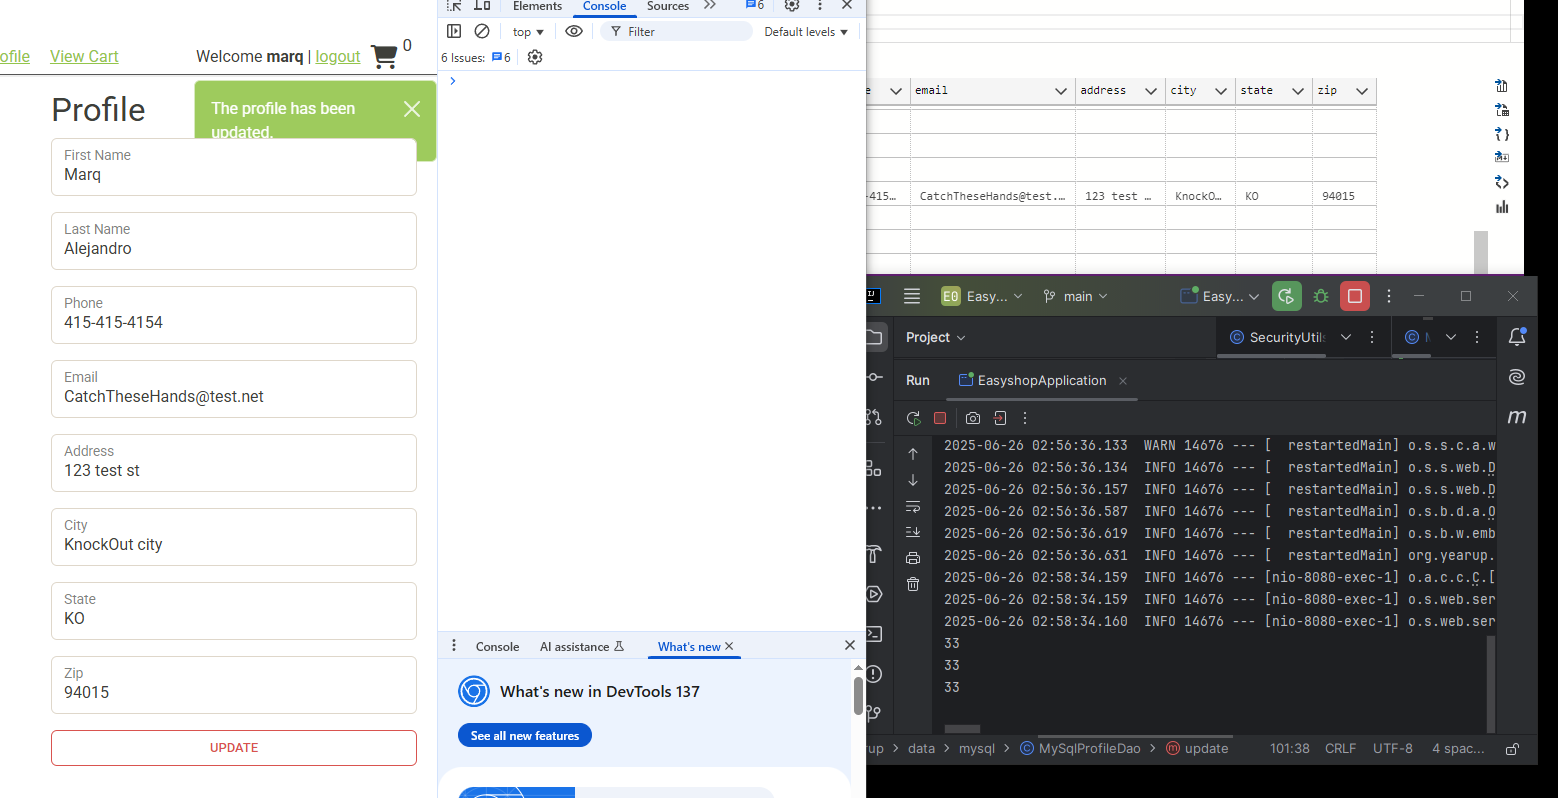 ofile View Cart Welcome marq | logout 0
Profile
The profile has been
updated.
First Name
Marq
Last Name
Alejandro
Phone
415-415-4154
Email
CatchTheseHands@test.net
Address
123 test st
City
KnockOut city
State
KO
Zip
94015
UPDATE
Elements Console Sources 6
top Filter Default levels
6 Issues: 6
Console AI assistance What's new
What's new in DevTools 137
See all new features
e email address city state zip
-415… CatchTheseHands@test.… 123 test … KnockO… KO 94015
E0 Easy... main Easy...
Project SecurityUtil
Run EasyshopApplication
2025-06-26 02:56:36.133 WARN 14676 --- [ restartedMain] o.s.s.c.a.w
2025-06-26 02:56:36.134 INFO 14676 --- [ restartedMain] o.s.s.web.D
2025-06-26 02:56:36.157 INFO 14676 --- [ restartedMain] o.s.s.web.D
2025-06-26 02:56:36.587 INFO 14676 --- [ restartedMain] o.s.b.d.a.O
2025-06-26 02:56:36.619 INFO 14676 --- [ restartedMain] o.s.b.w.emb
2025-06-26 02:56:36.631 INFO 14676 --- [ restartedMain] org.yearup.
2025-06-26 02:58:34.159 INFO 14676 --- [nio-8080-exec-1] o.a.c.c.C.[
2025-06-26 02:58:34.159 INFO 14676 --- [nio-8080-exec-1] o.s.web.ser
2025-06-26 02:58:34.160 INFO 14676 --- [nio-8080-exec-1] o.s.web.ser
33
33
33
rup > data > mysql > MySqlProfileDao > update 101:38 CRLF UTF-8 4 spac...